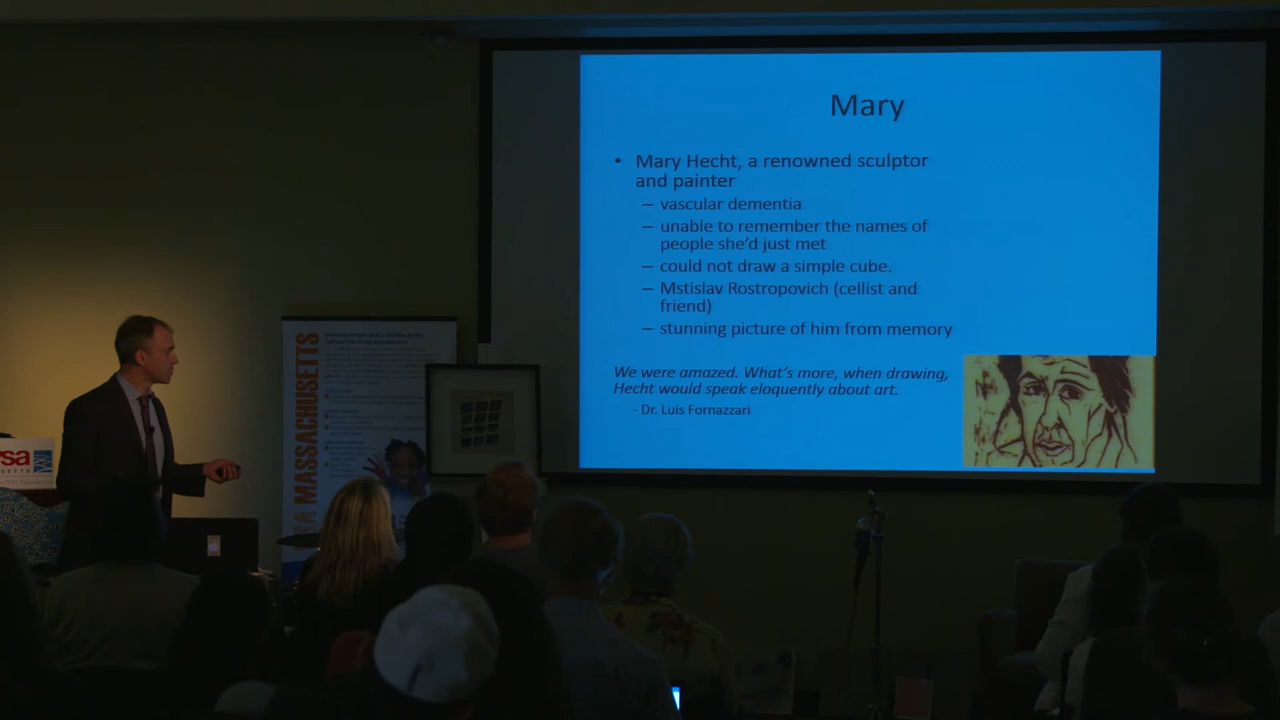 Mary
• Mary Hecht, a renowned sculptor
and painter
– vascular dementia
– unable to remember the names of
people she'd just met
– could not draw a simple cube.
– Mstislav Rostropovich (cellist and
friend)
– stunning picture of him from memory
We were amazed. What's more, when drawing,
Hecht would speak eloquently about art.
- Dr. Luis Fornazzari
MASSACHUSETTS
vsa